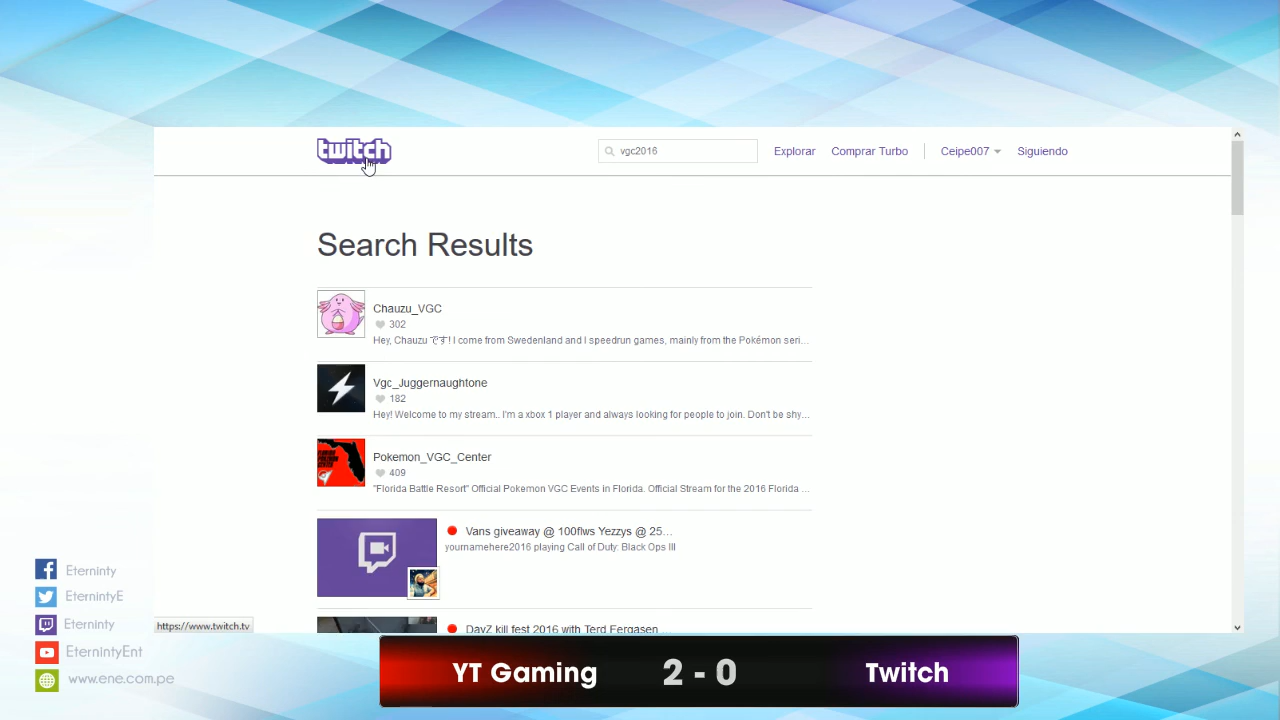 twitch
vgc2016
Explorar
Comprar Turbo
Ceipe007
Siguiendo
Search Results
Chauzu_VGC
302
Hey, Chauzu です! I come from Swedenland and I speedrun games, mainly from the Pokémon seri...
Vgc_Juggernaughtone
182
Hey! Welcome to my stream.. I'm a xbox 1 player and always looking for people to join. Don't be shy...
Pokemon_VGC_Center
409
"Florida Battle Resort" Official Pokemon VGC Events in Florida. Official Stream for the 2016 Florida ...
Vans giveaway @ 100flws Yezzys @ 25...
yournamehere2016 playing Call of Duty: Black Ops III
DayZ kill fest 2016 with Terd Fergasen ...
Eterninty
EternintyE
Eterninty
EternintyEnt
www.ene.com.pe
https://www.twitch.tv
YT Gaming
2 - 0
Twitch